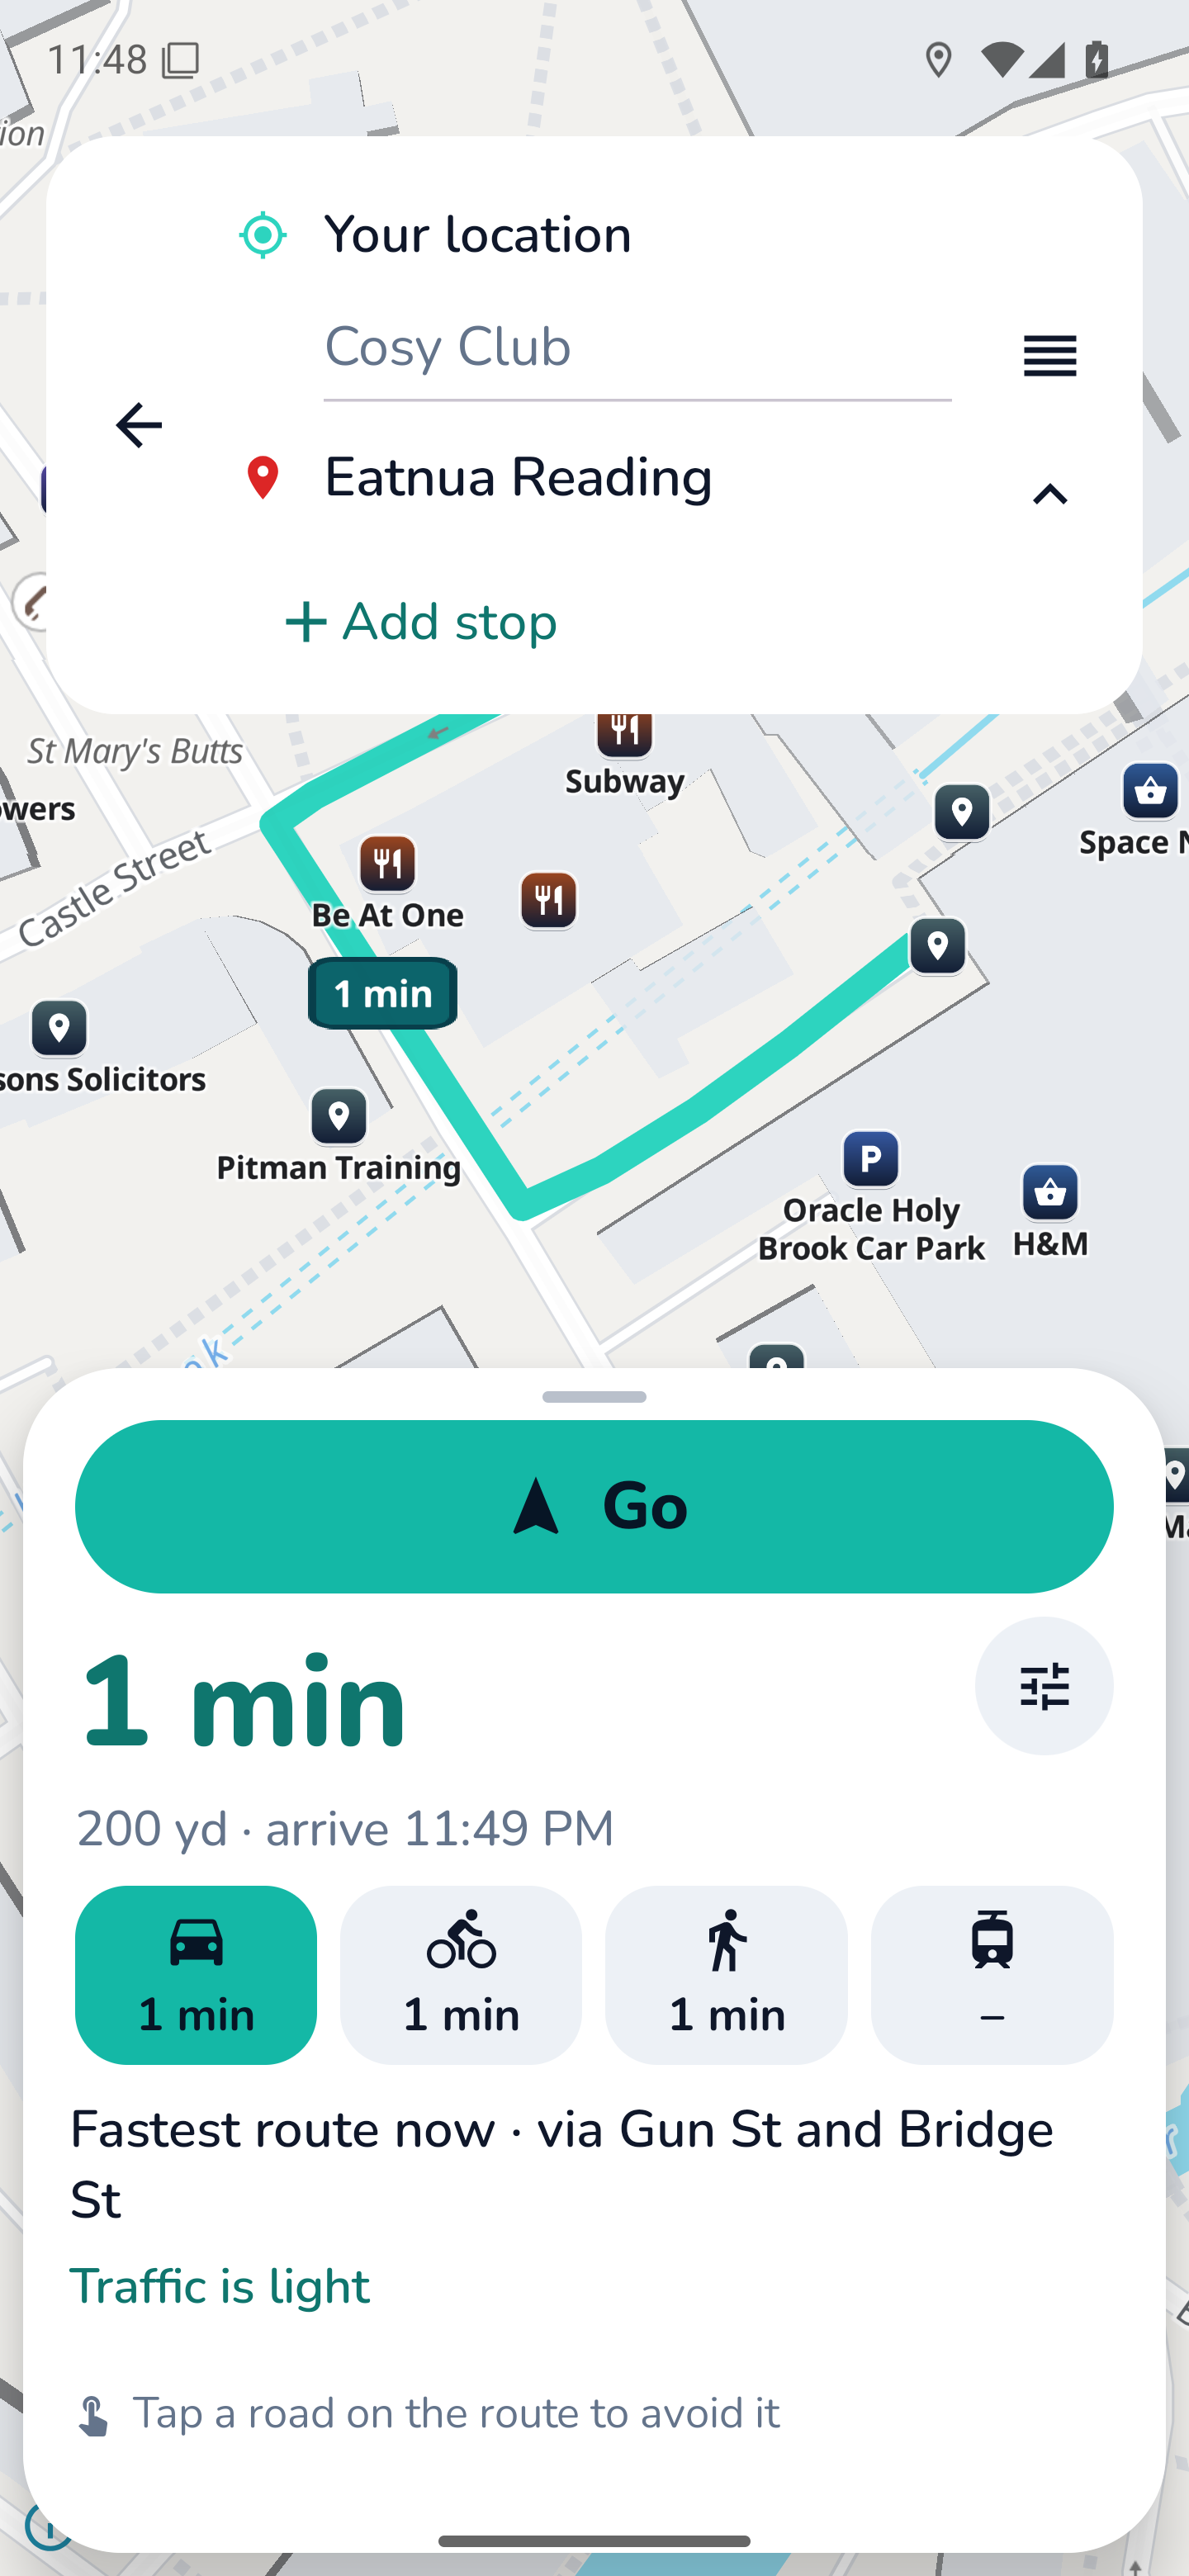 11:48
Your location
Cosy Club
Eatnua Reading
Add stop
St Mary's Butts
Subway
Castle Street
Be At One
1 min
Pitman Training
Oracle Holy
Brook Car Park
H&M
Space
Solicitors
Go
1 min
200 yd · arrive 11:49 PM
1 min
1 min
1 min
–
Fastest route now · via Gun St and Bridge
St
Traffic is light
Tap a road on the route to avoid it